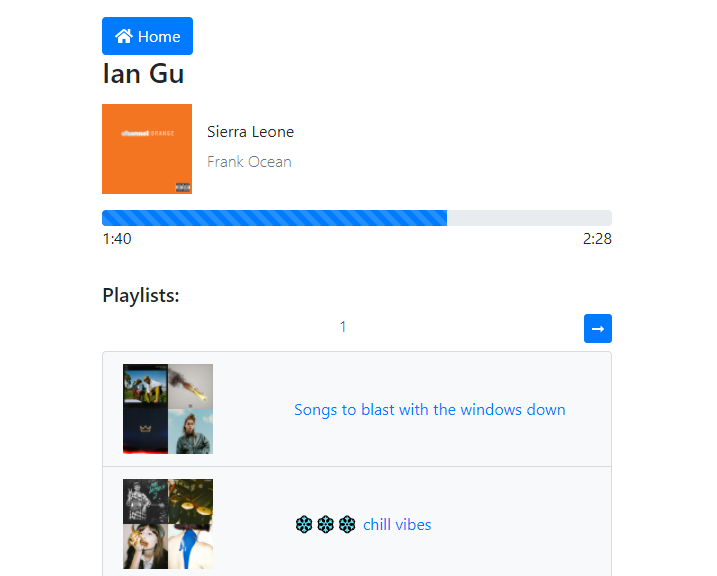 Home
Ian Gu
channel ORANGE
Sierra Leone
Frank Ocean
1:40
2:28
Playlists:
1
→
Songs to blast with the windows down
chill vibes